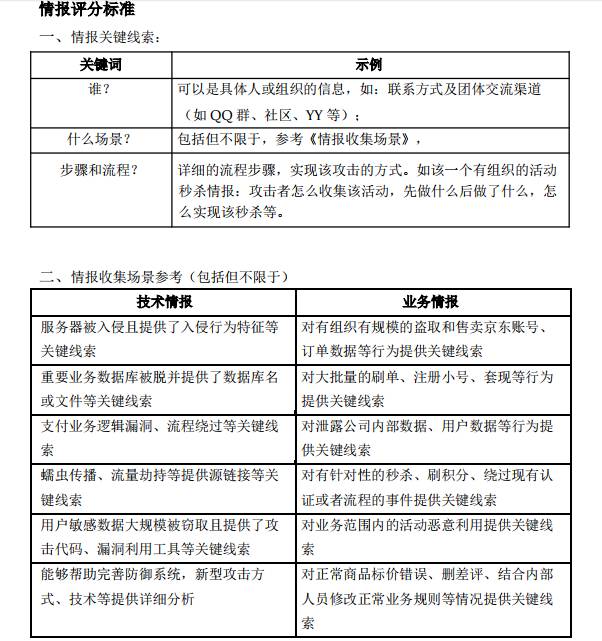 情报评分标准
一、情报关键线索：
关键词
示例
谁？
可以是具体人或组织的信息，如：联系方式及团体交流渠道
（如 QQ 群、社区、YY 等）；
什么场景？
包括但不限于，参考《情报收集场景》，
步骤和流程？
详细的流程步骤，实现该攻击的方式。如该一个有组织的活动
秒杀情报：攻击者怎么收集该活动，先做什么后做了什么，怎
么实现该秒杀等。
二、情报收集场景参考（包括但不限于）
技术情报
业务情报
服务器被入侵且提供了入侵行为特征等
关键线索
对有组织有规模的盗取和售卖京东账号、
订单数据等行为提供关键线索
重要业务数据库被脱并提供了数据库名
或文件等关键线索
对大批量的刷单、注册小号、套现等行为
提供关键线索
支付业务逻辑漏洞、流程绕过等关键线
索
对泄露公司内部数据、用户数据等行为提
供关键线索
蠕虫传播、流量劫持等提供源链接等关
键线索
对有针对性的秒杀、刷积分、绕过现有认
证或者流程的事件提供关键线索
用户敏感数据大规模被窃取且提供了攻
击代码、漏洞利用工具等关键线索
对业务范围内的活动恶意利用提供关键线
索
能够帮助完善防御系统，新型攻击方
式、技术等提供详细分析
对正常商品标价错误、删差评、结合内部
人员修改正常业务规则等情况提供关键线
索